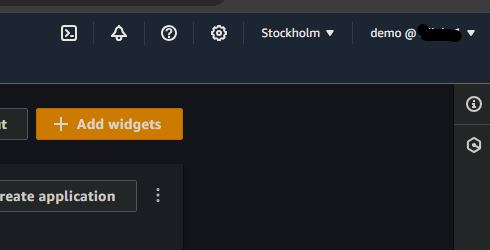 Stockholm
demo @
Add widgets
reate application